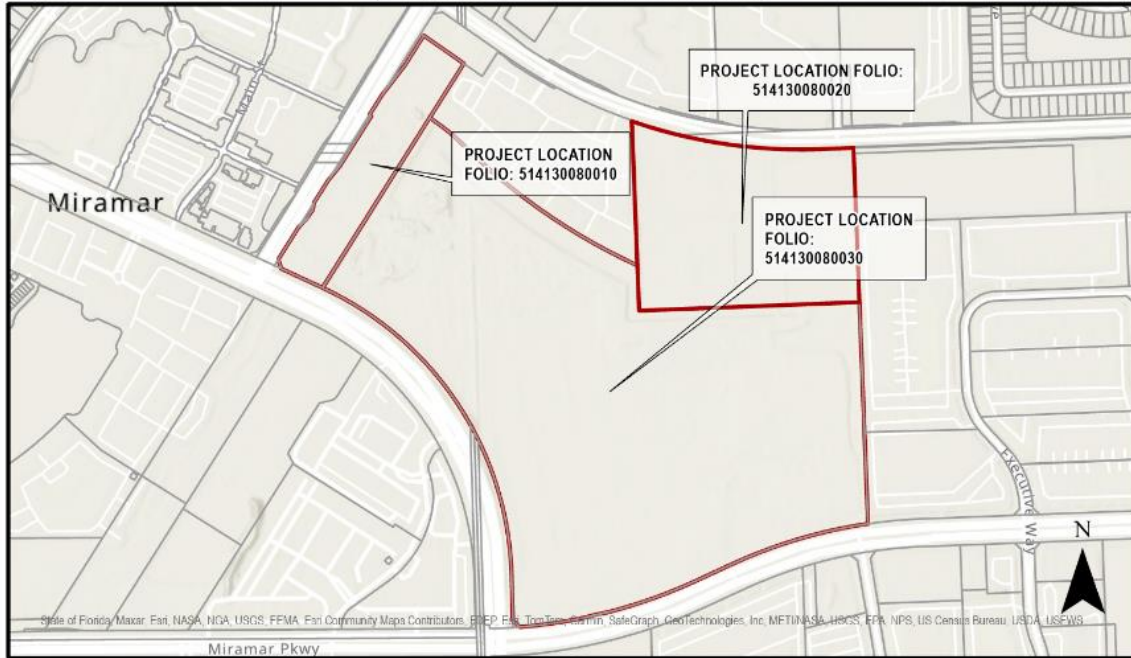 PROJECT LOCATION FOLIO:
514130080020
Main
PROJECT LOCATION
FOLIO: 514130080010
Miramar
PROJECT LOCATION
FOLIO:
514130080030
Executive Way
N
State of Florida, Maxar, Esri, NASA, NGA, USGS, FEMA, Esri Community Maps Contributors, FDEP, Esri, TomTom, Garmin, SafeGraph, GeoTechnologies, Inc, METI/NASA, USGS, EPA, NPS, US Census Bureau, USDA, USFWS
Miramar Pkwy